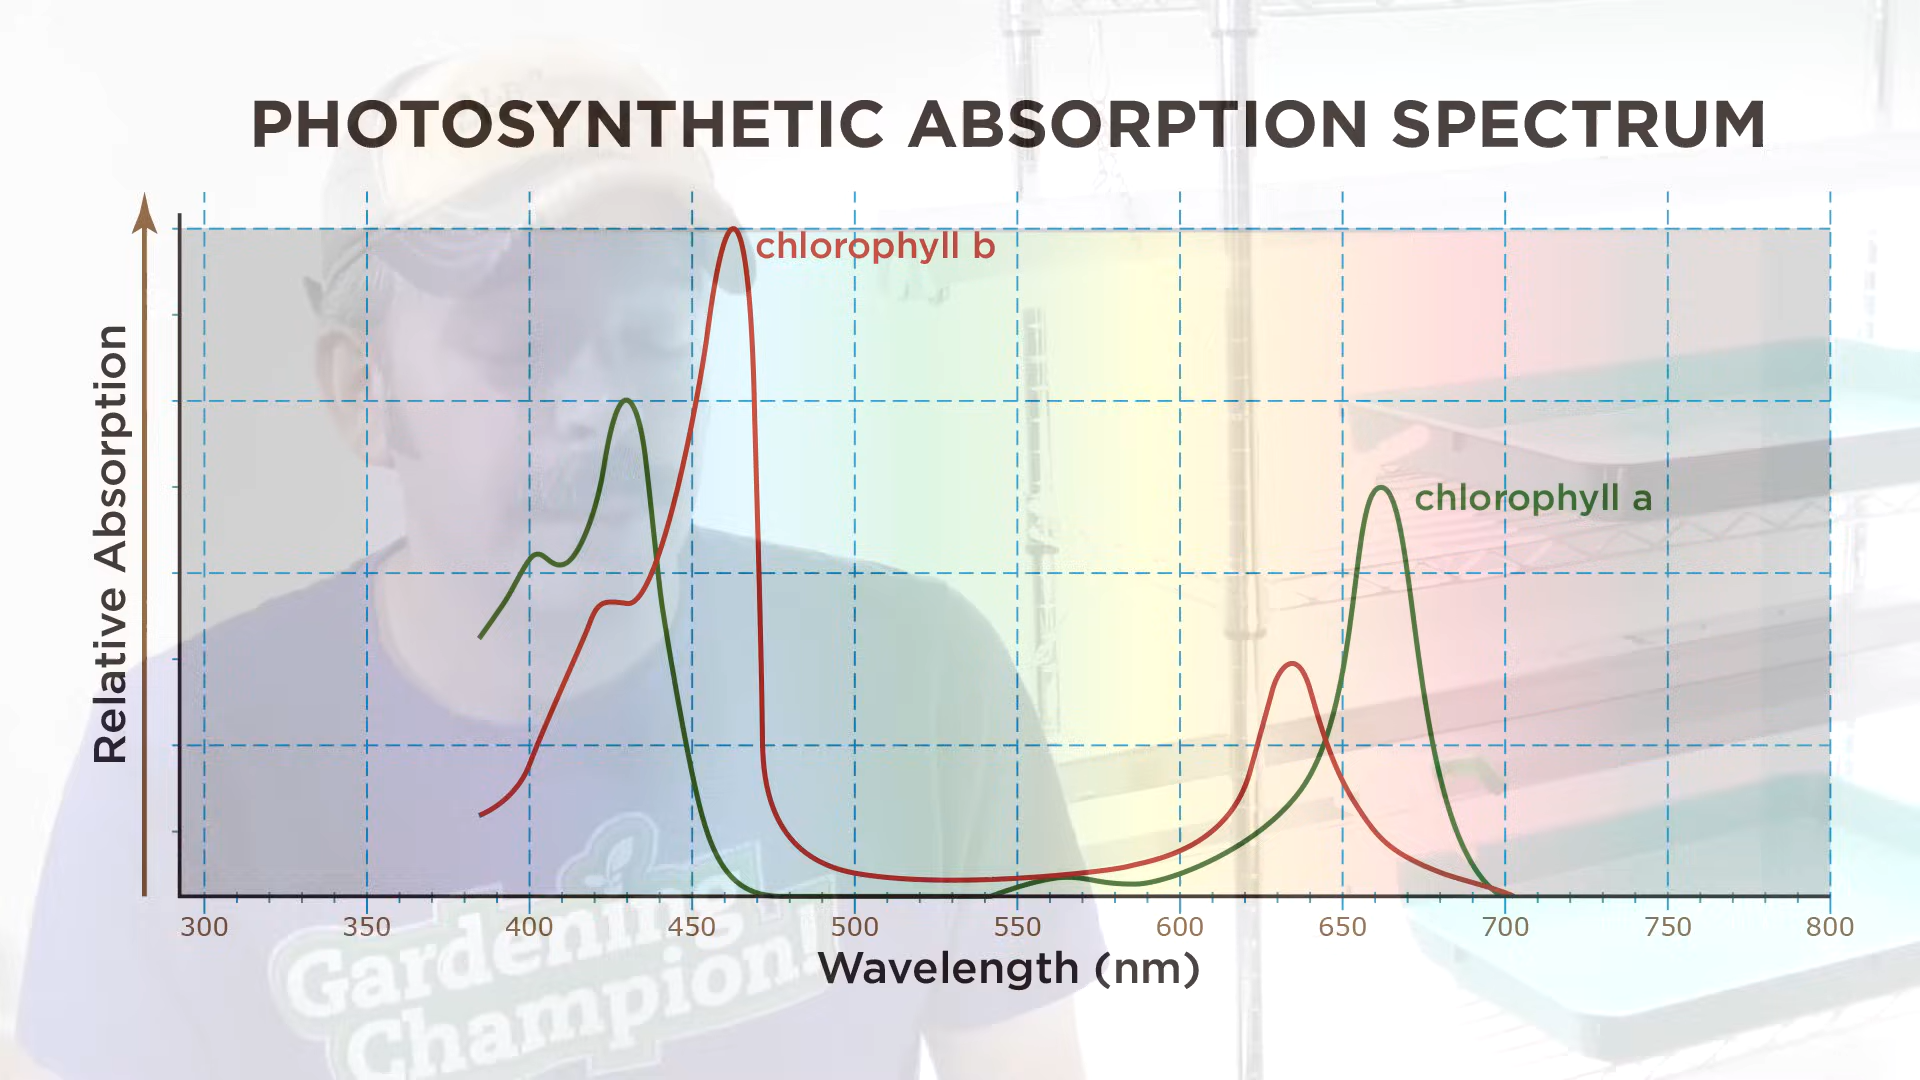 PHOTOSYNTHETIC ABSORPTION SPECTRUM
chlorophyll b
chlorophyll a
Relative Absorption
300 350 400 450 500 550 600 650 700 750 800
Wavelength (nm)
Gardening
Champion!